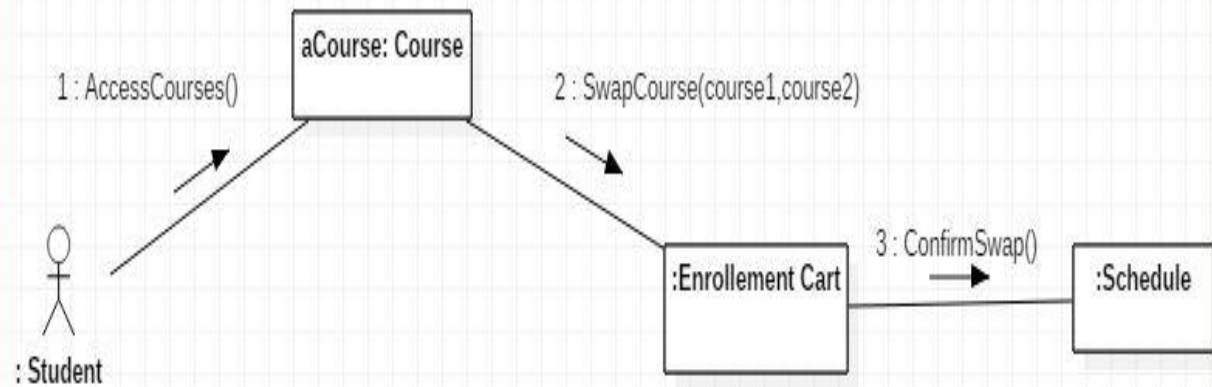 aCourse: Course
1 : AccessCourses()
2 : SwapCourse(course1,course2)
3 : ConfirmSwap()
:Enrollement Cart
:Schedule
: Student